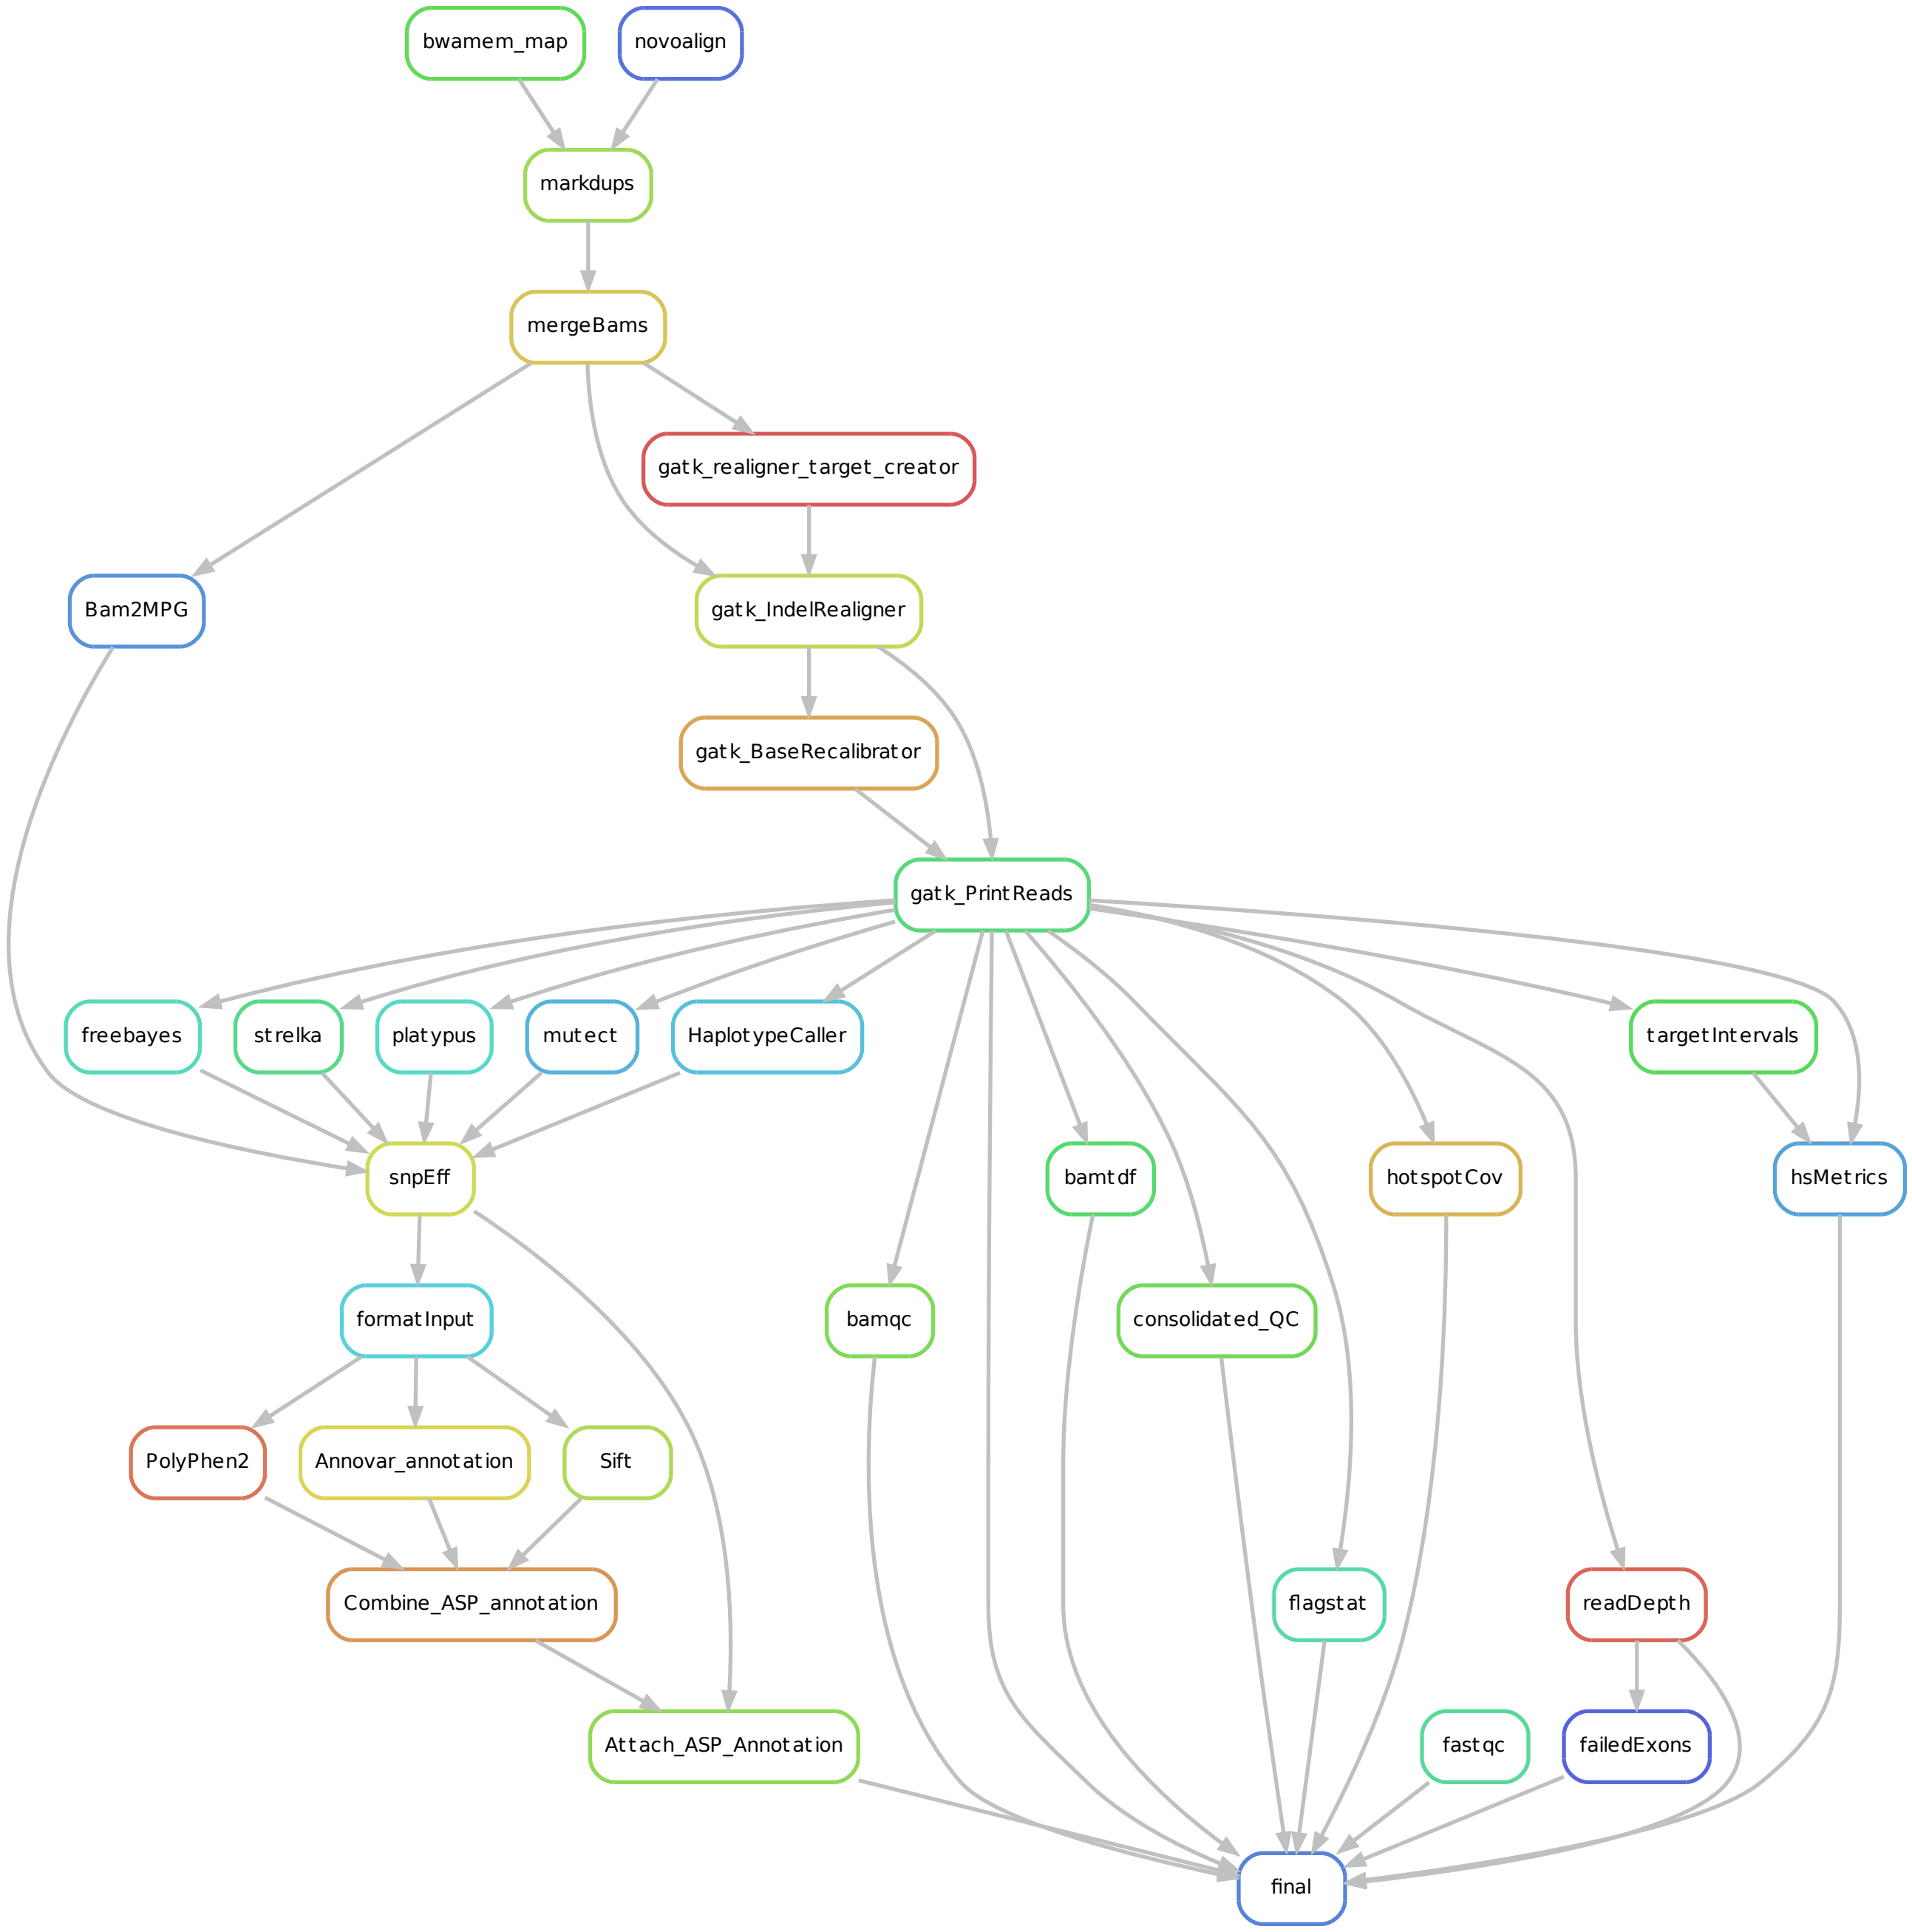 bwamem_map
novoalign
markdups
mergeBams
gatk_realigner_target_creator
Bam2MPG
gatk_IndelRealigner
gatk_BaseRecalibrator
gatk_PrintReads
freebayes
strelka
platypus
mutect
HaplotypeCaller
targetIntervals
snpEff
bamtdf
hotspotCov
hsMetrics
formatInput
bamqc
consolidated_QC
PolyPhen2
Annovar_annotation
Sift
Combine_ASP_annotation
flagstat
readDepth
Attach_ASP_Annotation
fastqc
failedExons
final